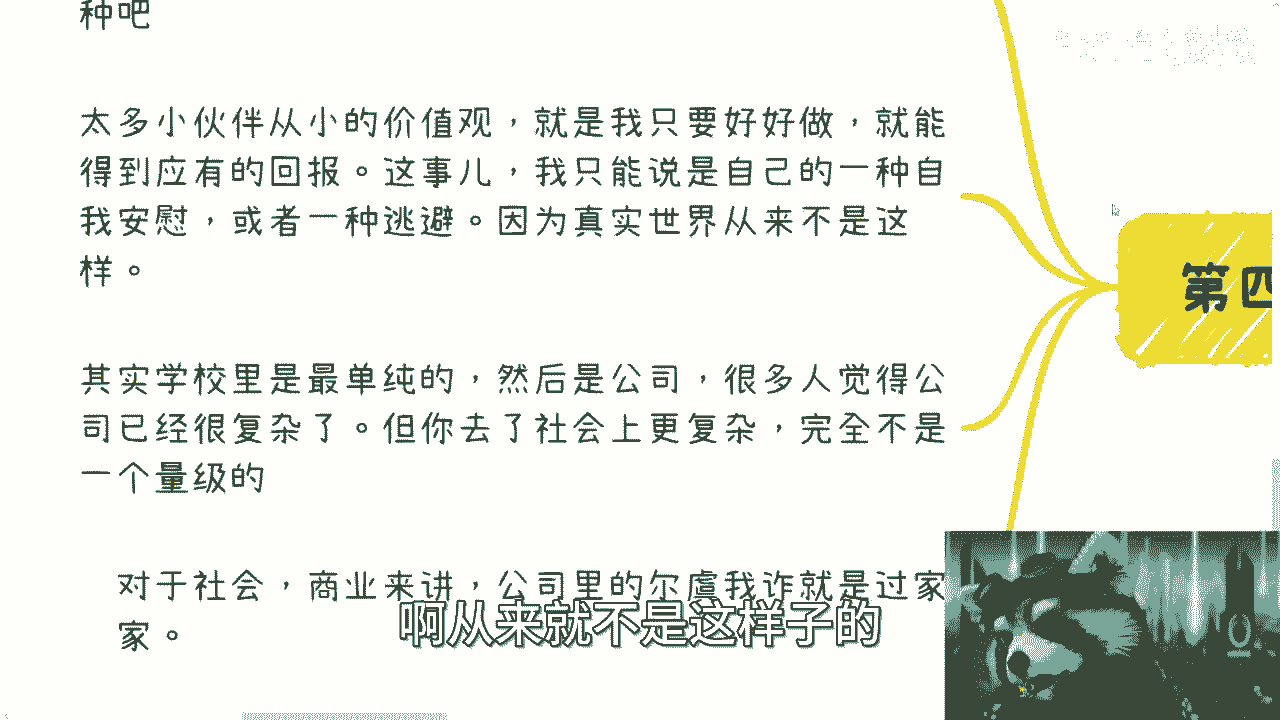 种吧
太多小伙伴从小的价值观，就是我只要好好做，就能
得到应有的回报。这事儿，我只能说是自己的一种自
我安慰，或者一种逃避。因为真实世界从来不是这
样。
其实学校里是最单纯的，然后是公司，很多人觉得公
司已经很复杂了。但你去了社会上更复杂，完全不是
一个量级的
对于社会，商业来讲，公司里的尔虞我诈就是过家
家。
第四
啊从来就不是这样子的